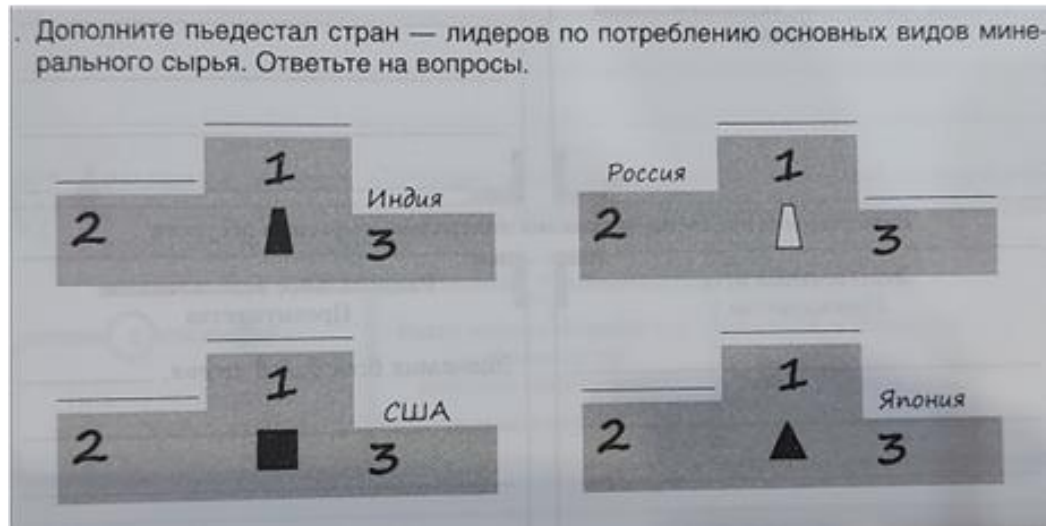 . Дополните пьедестал стран — лидеров по потреблению основных видов мине-
рального сырья. Ответьте на вопросы.
1
2
Индия
3
Россия
1
2
3
1
2
США
3
1
2
Япония
3